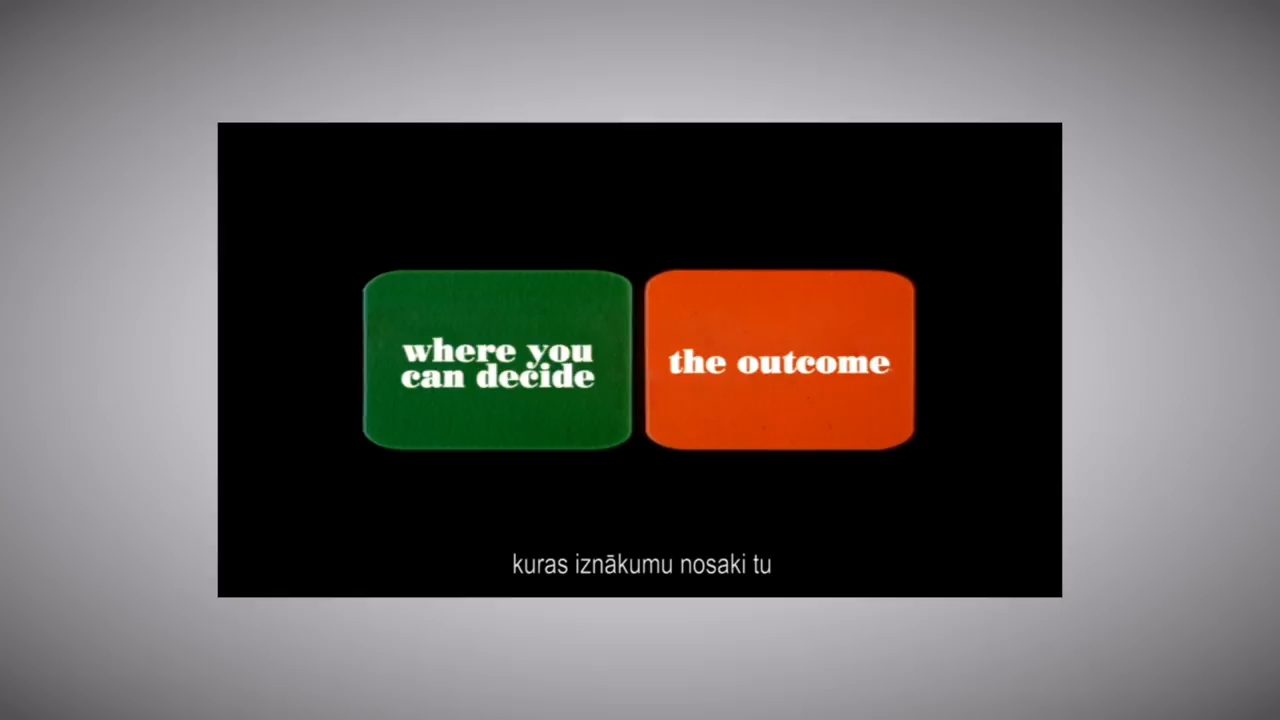 where you
can decide
the outcome
kuras iznākumu nosaki tu